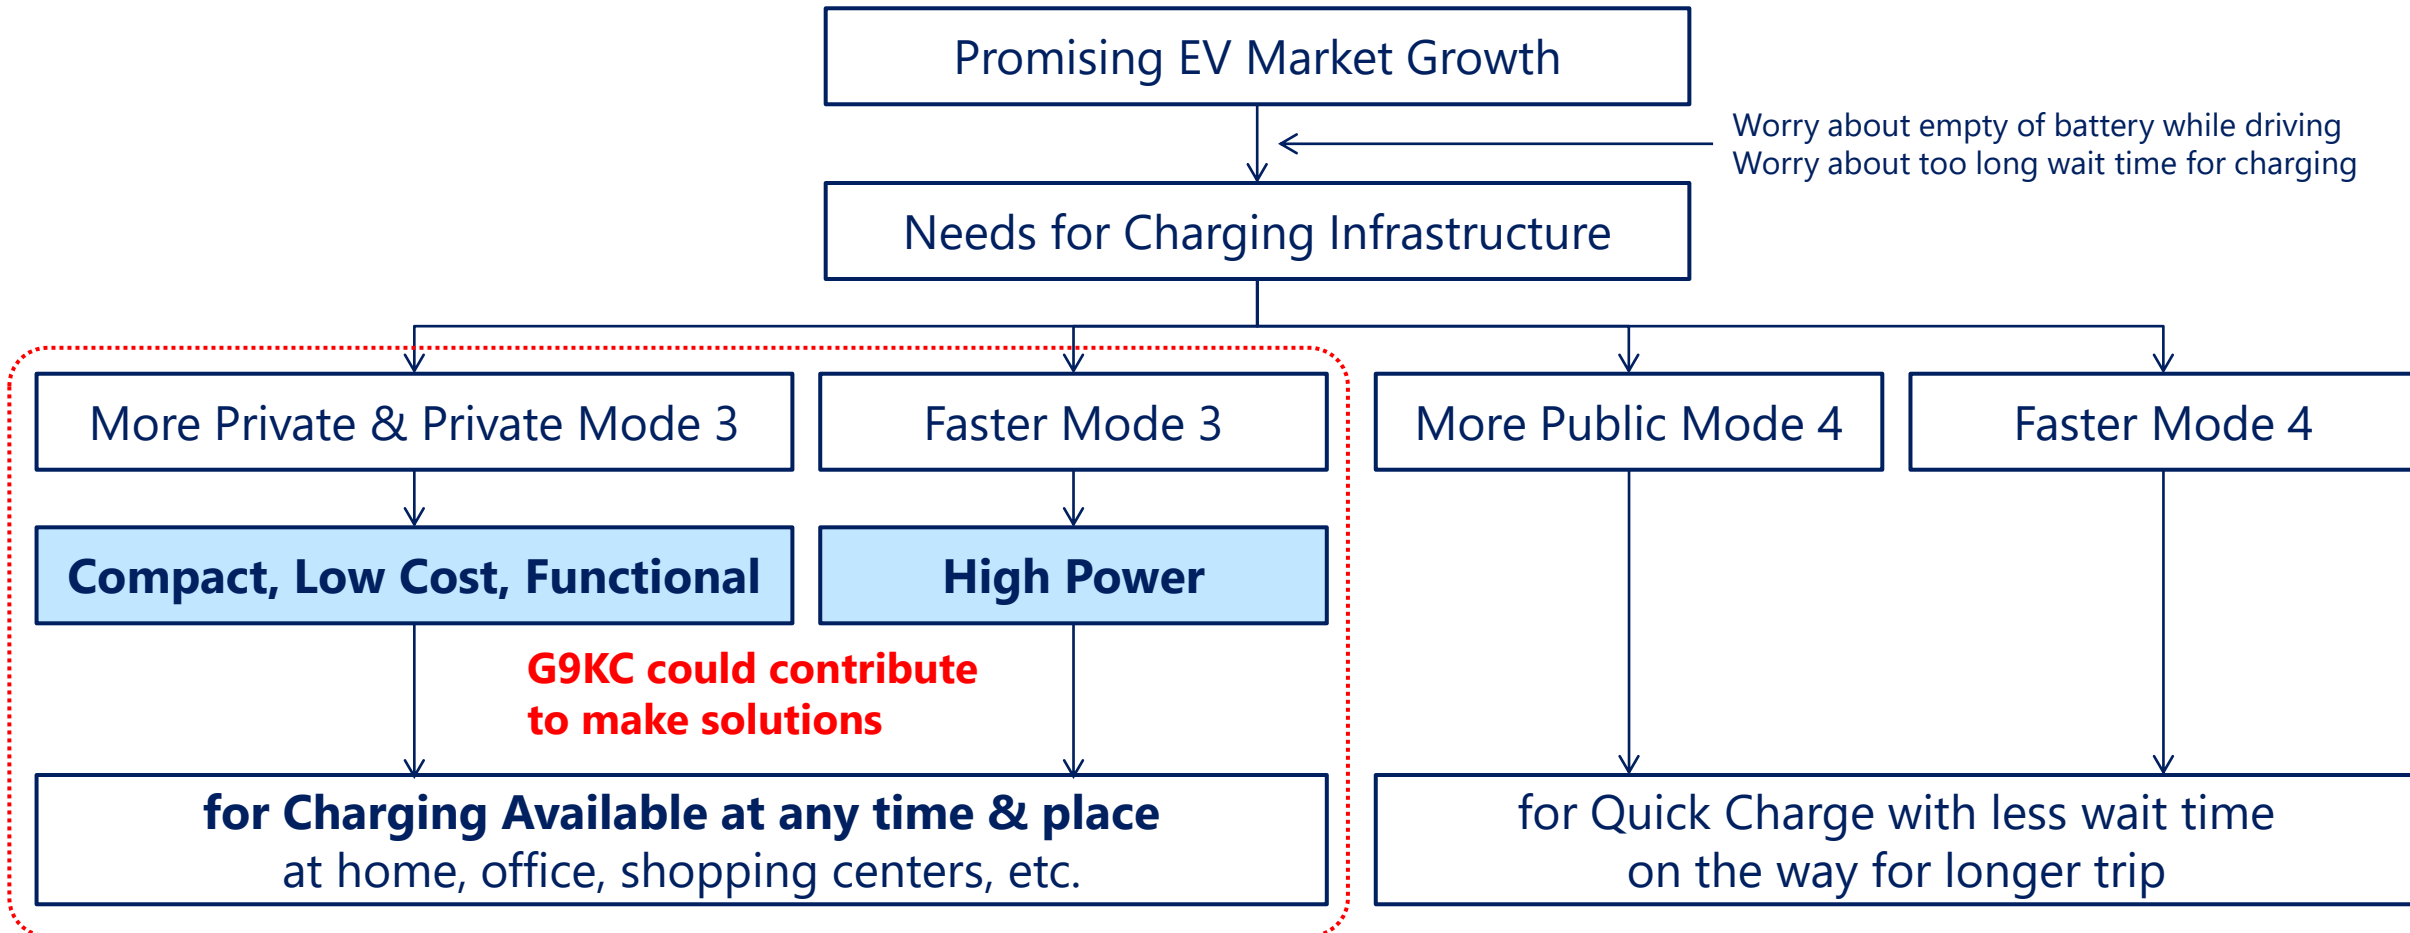 Promising EV Market Growth
Worry about empty of battery while driving
Worry about too long wait time for charging
Needs for Charging Infrastructure
More Private & Private Mode 3
Faster Mode 3
More Public Mode 4
Faster Mode 4
Compact, Low Cost, Functional
High Power
G9KC could contribute
to make solutions
for Charging Available at any time & place
at home, office, shopping centers, etc.
for Quick Charge with less wait time
on the way for longer trip